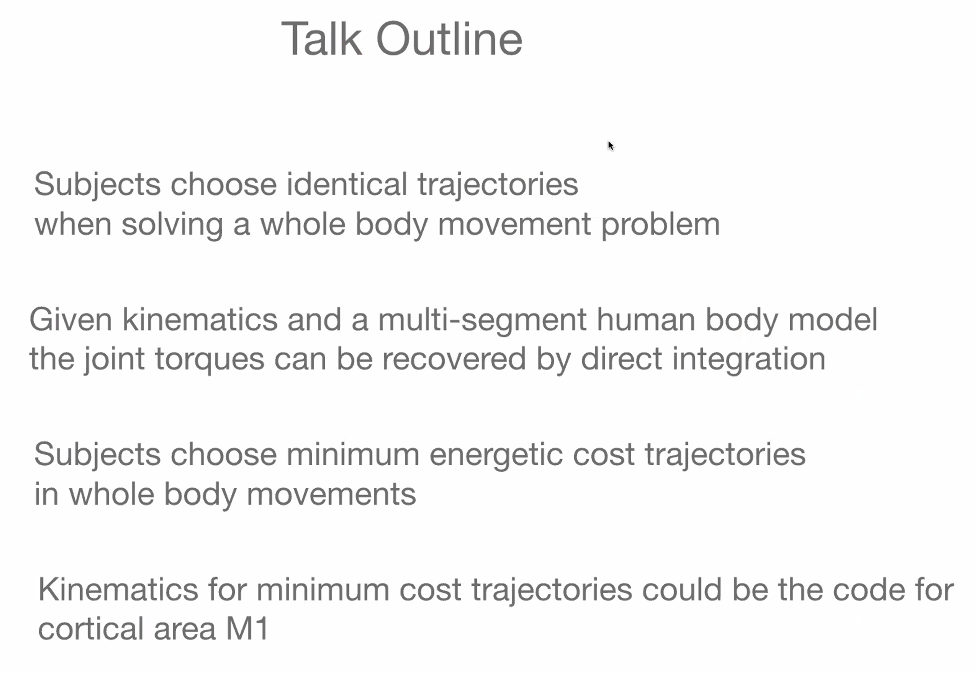 Talk Outline
Subjects choose identical trajectories
when solving a whole body movement problem
Given kinematics and a multi-segment human body model
the joint torques can be recovered by direct integration
Subjects choose minimum energetic cost trajectories
in whole body movements
Kinematics for minimum cost trajectories could be the code for
cortical area M1